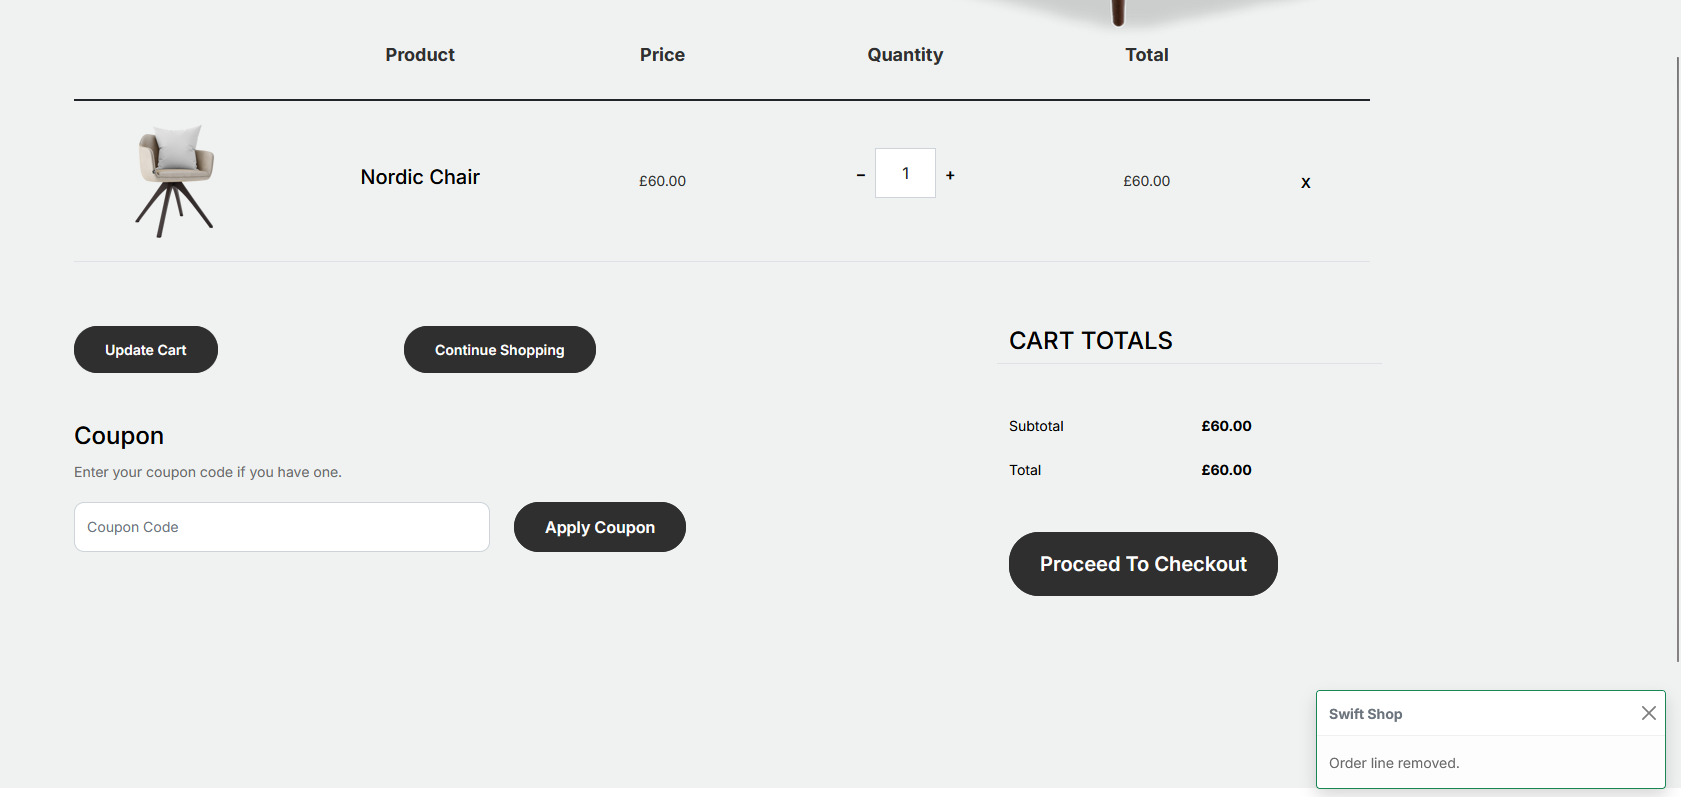 Product Price Quantity Total
Nordic Chair £60.00 − 1 + £60.00 X
Update Cart Continue Shopping
CART TOTALS
Coupon
Enter your coupon code if you have one.
Coupon Code Apply Coupon
Subtotal £60.00
Total £60.00
Proceed To Checkout
Swift Shop
Order line removed.